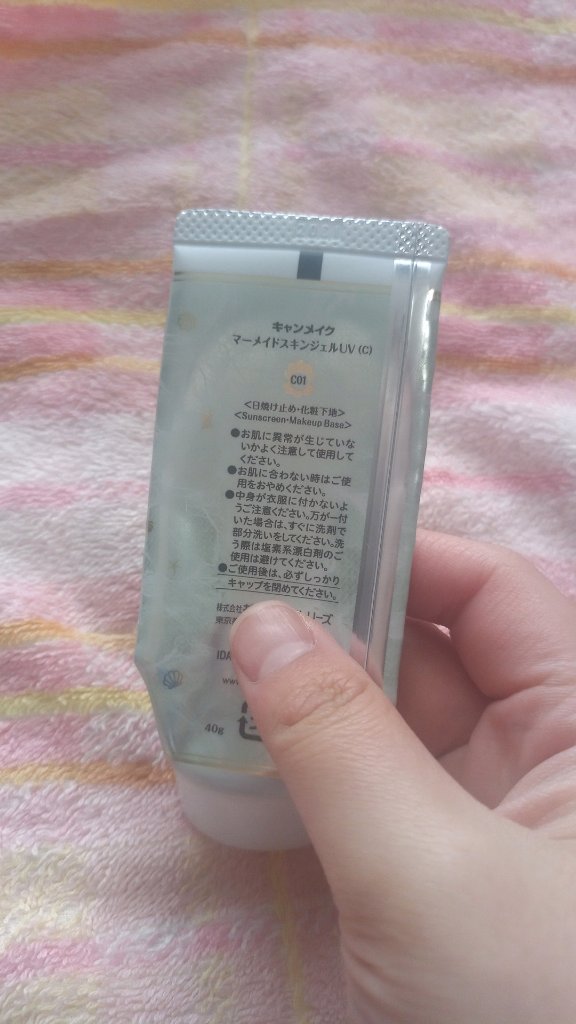 キャンメイク
マーメイドスキンジェルUV (C)
C01
<日焼け止め・化粧下地>
<Sunscreen・Makeup Base>
●お肌に異常が生じていな
いかよく注意して使用して
ください。
●お肌に合わない時はご使
用をおやめください。
●中身が衣服に付かないよ
うご注意ください。万が一付
いた場合は、すぐに洗剤で
部分洗いをしてください。洗
う際は塩素系漂白剤のご
使用は避けてください。
●ご使用後は、必ずしっかり
キャップを閉めてください。
株式会社 リーズ
東京
IDA
www
40g